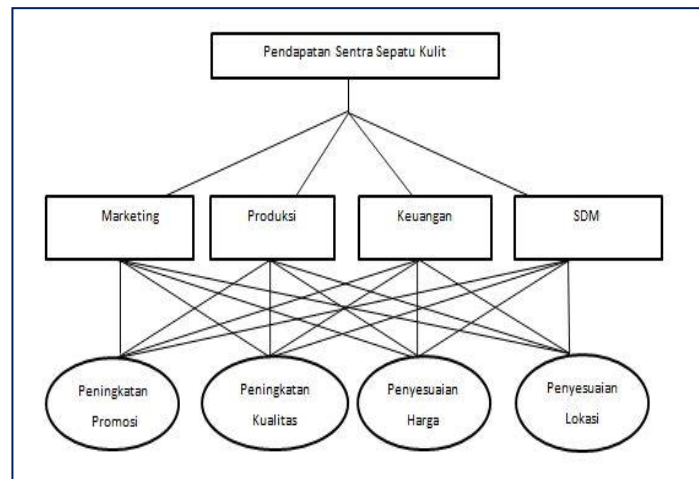 Pendapatan Sentra Sepatu Kulit
Marketing
Produksi
Keuangan
SDM
Peningkatan
Promosi
Peningkatan
Kualitas
Penyesuaian
Harga
Penyesuaian
Lokasi